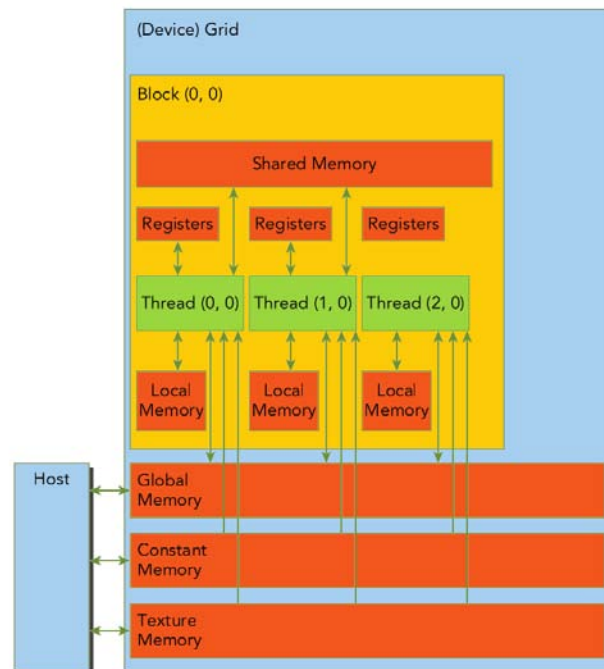 (Device) Grid
Block (0, 0)
Shared Memory
Registers
Registers
Registers
Thread (0, 0)
Thread (1, 0)
Thread (2, 0)
Local
Memory
Local
Memory
Local
Memory
Host
Global
Memory
Constant
Memory
Texture
Memory